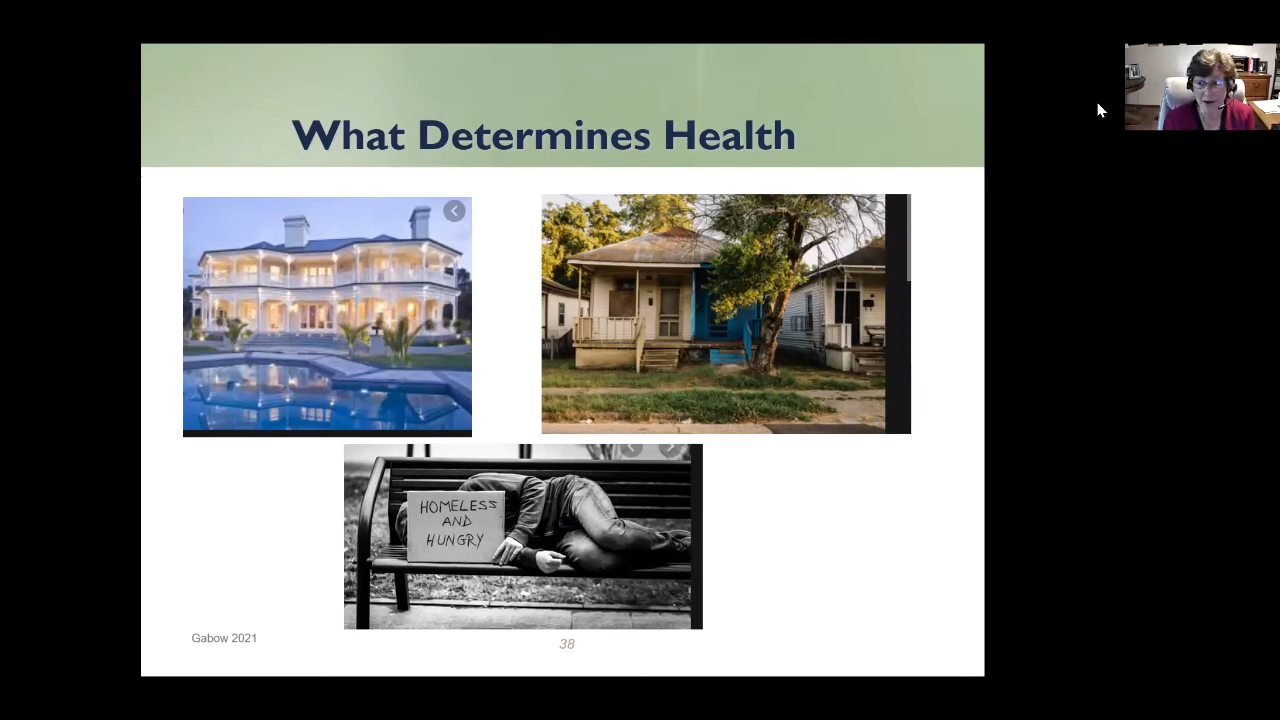 What Determines Health
HOMELESS
AND
HUNGRY
Gabow 2021
38